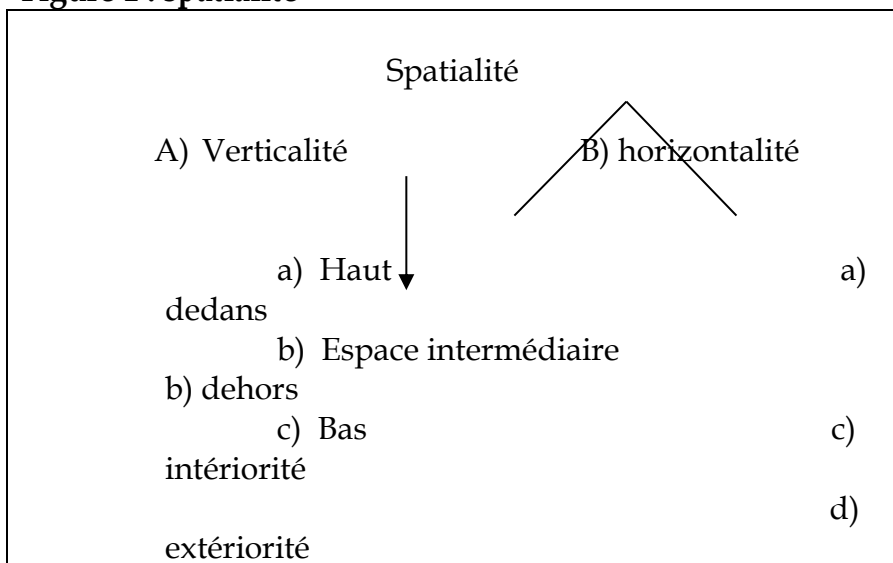 Spatialité
A) Verticalité B) horizontalité
a) Haut a)
dedans
b) Espace intermédiaire
b) dehors
c) Bas c)
intériorité
d)
extériorité